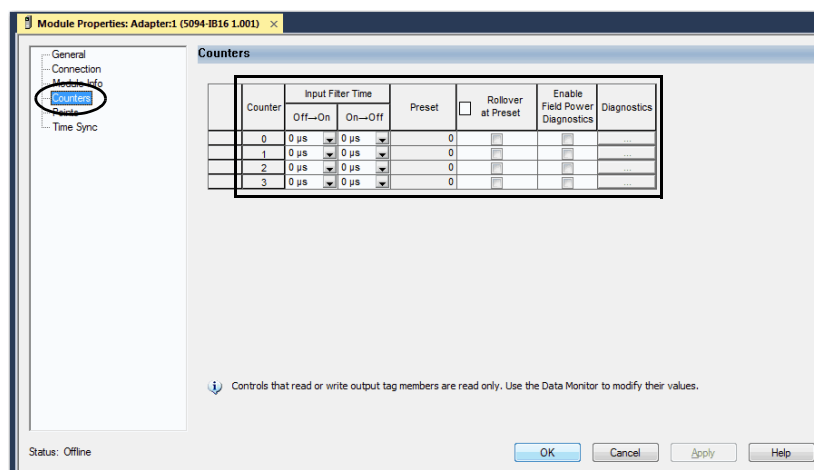 Module Properties: Adapter:1 (5094-IB16 1.001) ×
General
Connection
Module Info
Counters
Points
Time Sync
Counters
Counter
Input Filter Time
Off→On
On→Off
Preset
Rollover at Preset
Enable Field Power Diagnostics
Diagnostics
0 0 µs 0 µs 0 ...
1 0 µs 0 µs 0 ...
2 0 µs 0 µs 0 ...
3 0 µs 0 µs 0 ...
Controls that read or write output tag members are read only. Use the Data Monitor to modify their values.
Status: Offline
OK
Cancel
Apply
Help